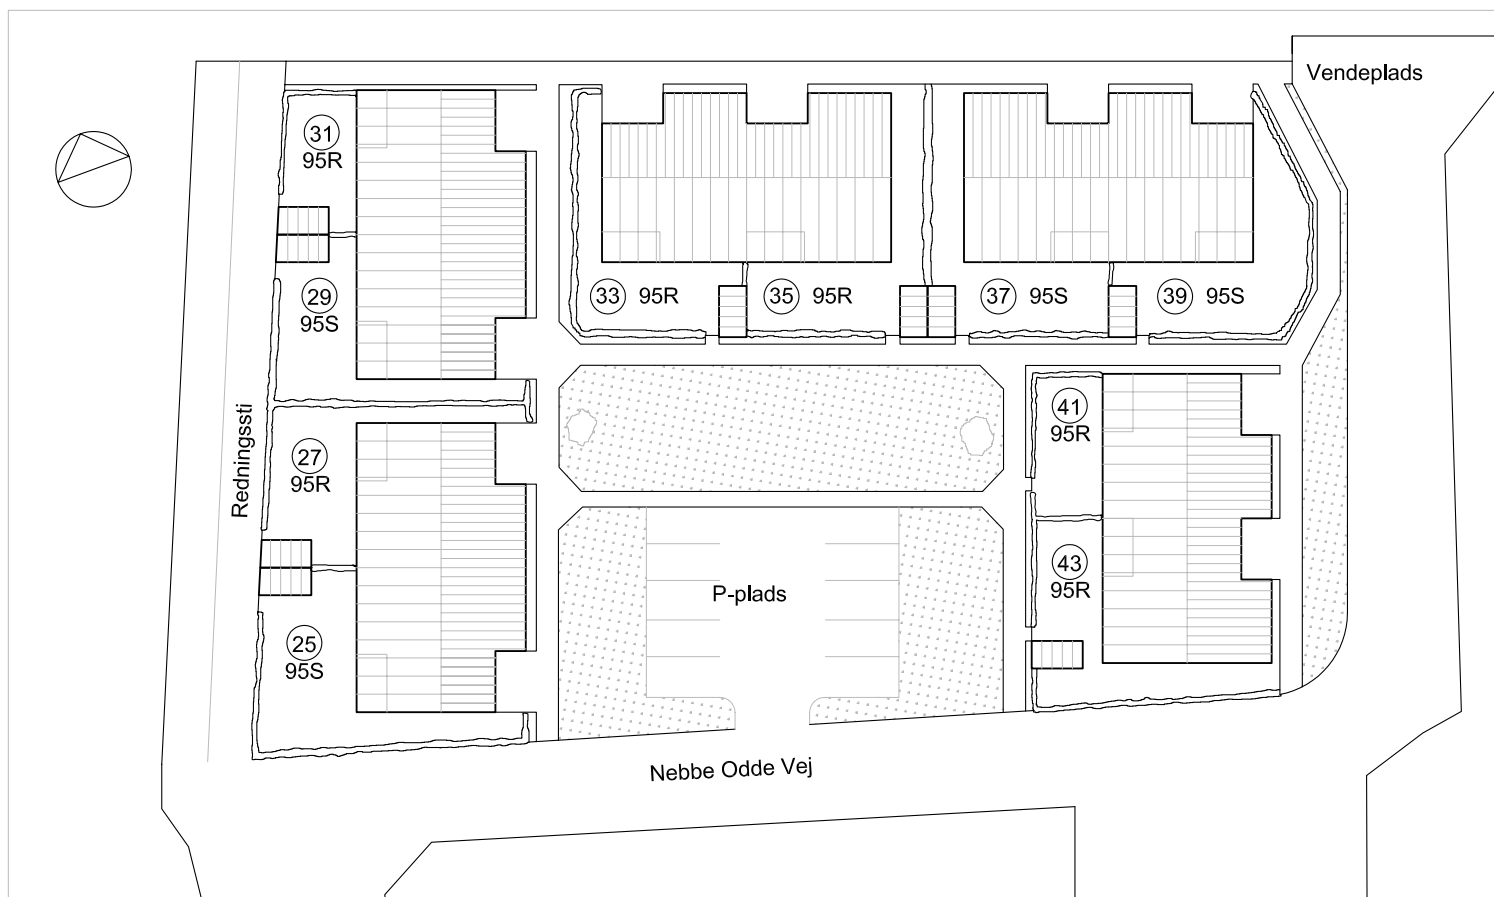 Vendeplads
31
95R
29
95S
33 95R
35 95R
37 95S
39 95S
41
95R
27
95R
Redningssti
43
95R
P-plads
25
95S
Nebbe Odde Vej